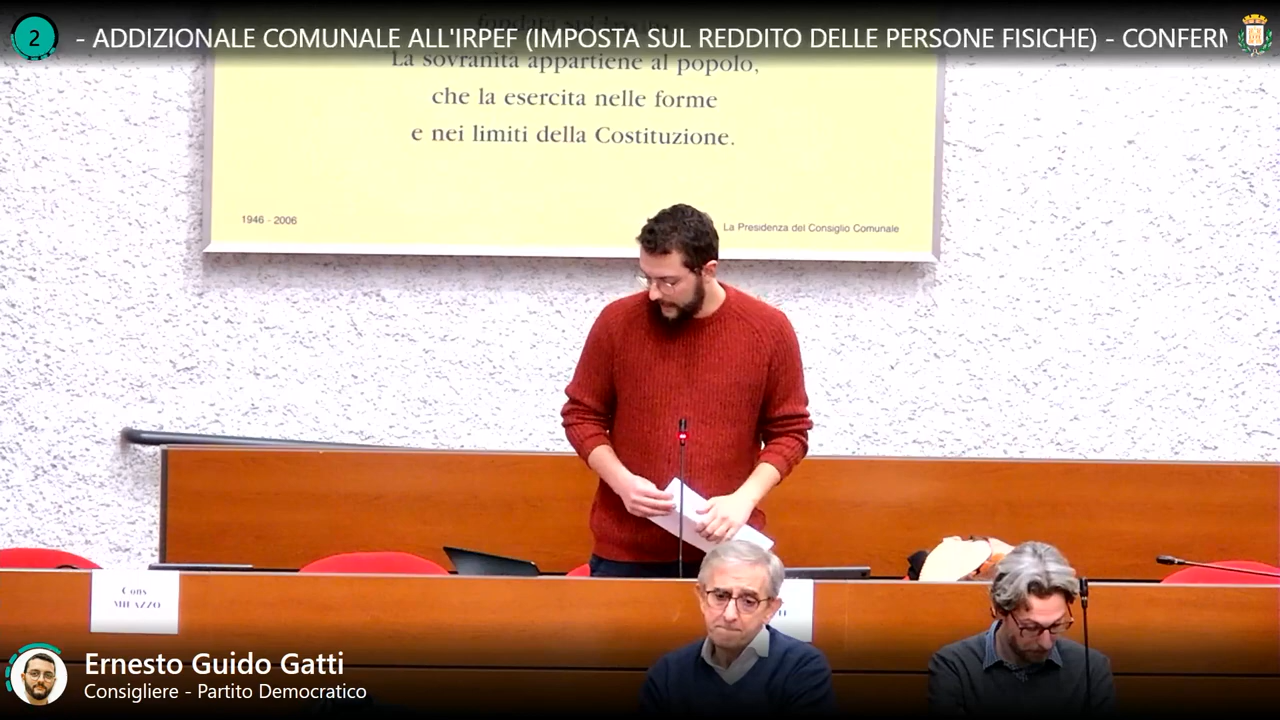 2
- ADDIZIONALE COMUNALE ALL'IRPEF (IMPOSTA SUL REDDITO DELLE PERSONE FISICHE) - CONFERM
La sovranità appartiene al popolo,
che la esercita nelle forme
e nei limiti della Costituzione.
1946 - 2006
La Presidenza del Consiglio Comunale
Cons
MILAZZO
Ernesto Guido Gatti
Consigliere - Partito Democratico